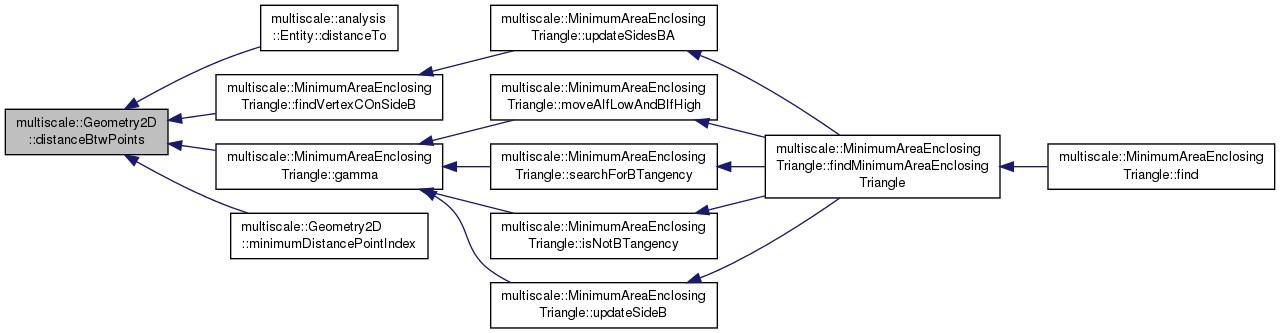 multiscale::Geometry2D
::distanceBtwPoints
multiscale::analysis
::Entity::distanceTo
multiscale::MinimumAreaEnclosing
Triangle::findVertexCOnSideB
multiscale::MinimumAreaEnclosing
Triangle::gamma
multiscale::Geometry2D
::minimumDistancePointIndex
multiscale::MinimumAreaEnclosing
Triangle::updateSidesBA
multiscale::MinimumAreaEnclosing
Triangle::moveAIfLowAndBIfHigh
multiscale::MinimumAreaEnclosing
Triangle::searchForBTangency
multiscale::MinimumAreaEnclosing
Triangle::isNotBTangency
multiscale::MinimumAreaEnclosing
Triangle::updateSideB
multiscale::MinimumAreaEnclosing
Triangle::findMinimumAreaEnclosing
Triangle
multiscale::MinimumAreaEnclosing
Triangle::find